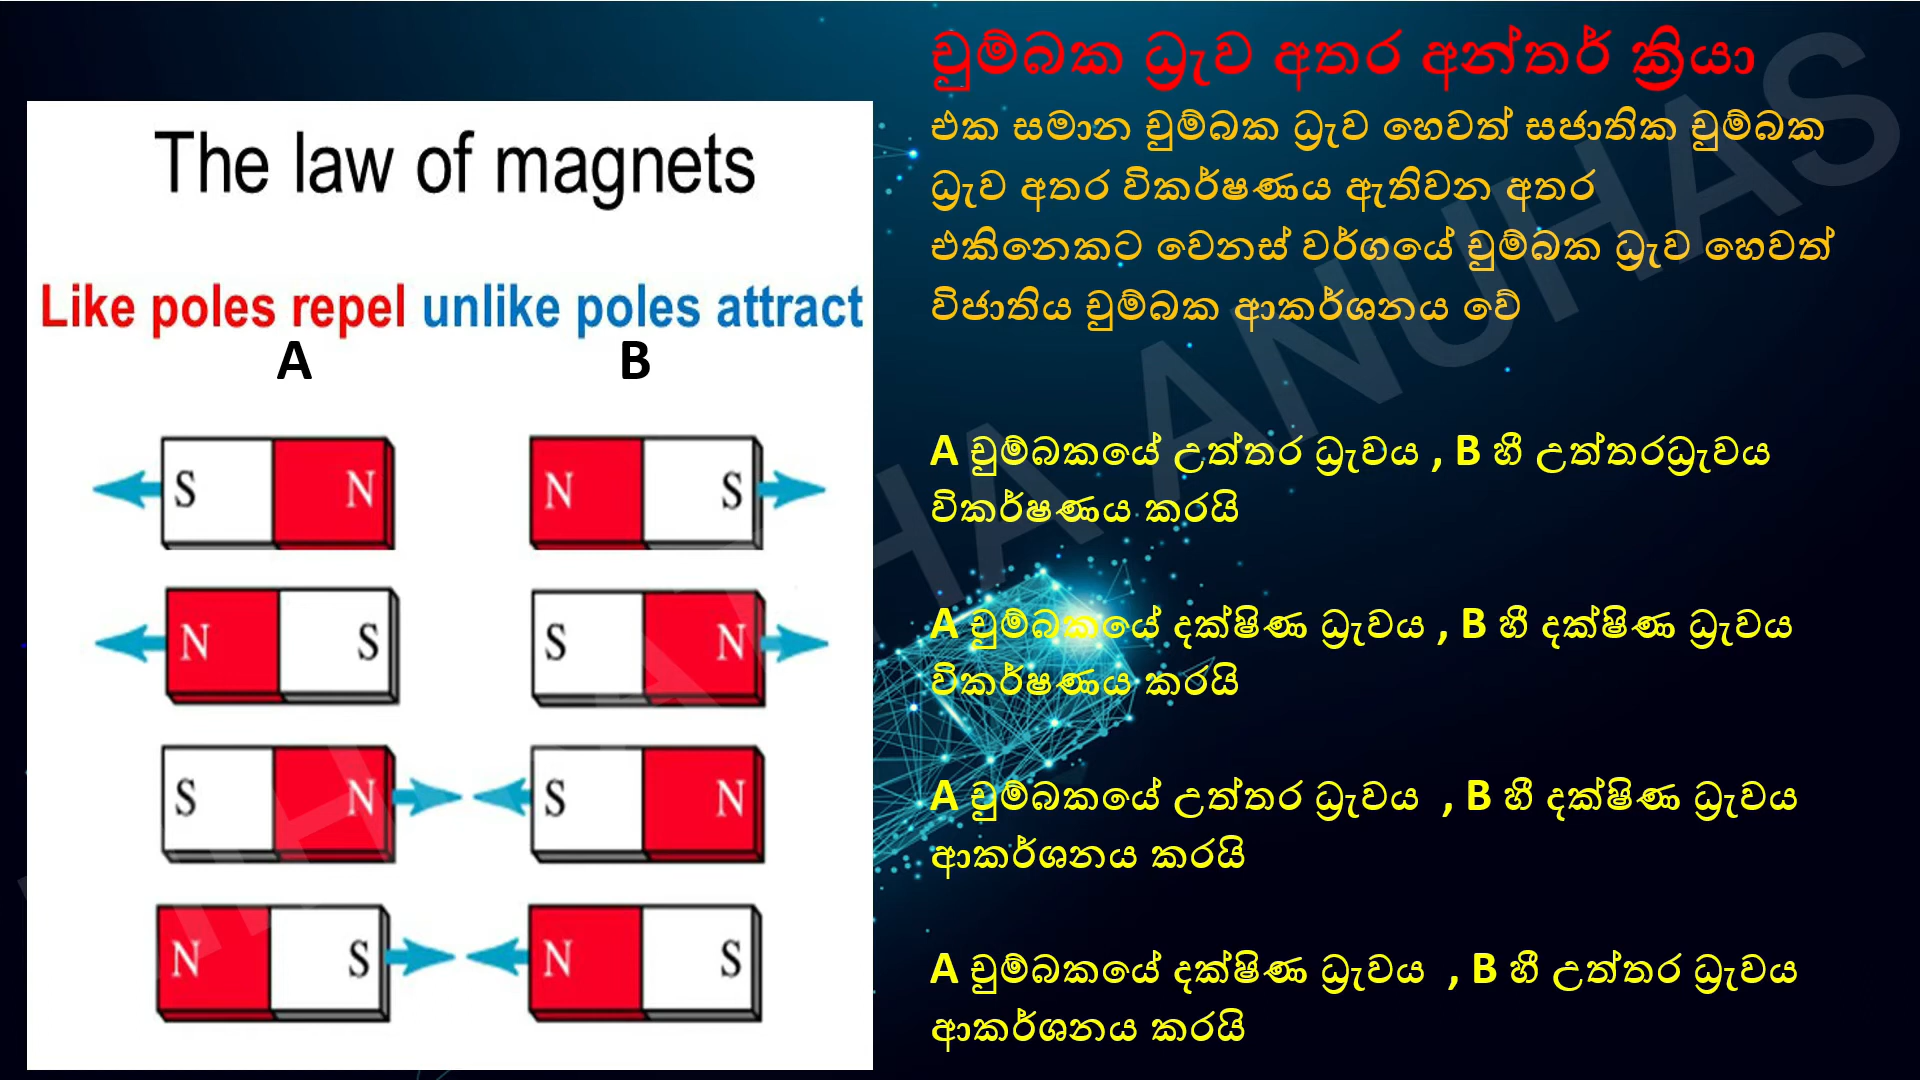 The law of magnets
Like poles repel unlike poles attract
A B
S N N S
N S S N
S N S N
N S N S
චුම්බක ධ්‍රැව අතර අන්තර් ක්‍රියා
එක සමාන චුම්බක ධ්‍රැව හෙවත් සජාතික චුම්බක
ධ්‍රැව අතර විකර්ෂණය ඇතිවන අතර
එකිනෙකට වෙනස් වර්ගයේ චුම්බක ධ්‍රැව හෙවත්
විජාතිය චුම්බක ආකර්ශනය වේ
A චුම්බකයේ උත්තර ධ්‍රැවය , B හී උත්තරධ්‍රැවය
විකර්ෂණය කරයි
A චුම්බකයේ දක්ෂිණ ධ්‍රැවය , B හී දක්ෂිණ ධ්‍රැවය
විකර්ෂණය කරයි
A චුම්බකයේ උත්තර ධ්‍රැවය , B හී දක්ෂිණ ධ්‍රැවය
ආකර්ශනය කරයි
A චුම්බකයේ දක්ෂිණ ධ්‍රැවය , B හී උත්තර ධ්‍රැවය
ආකර්ශනය කරයි
ANUHAS